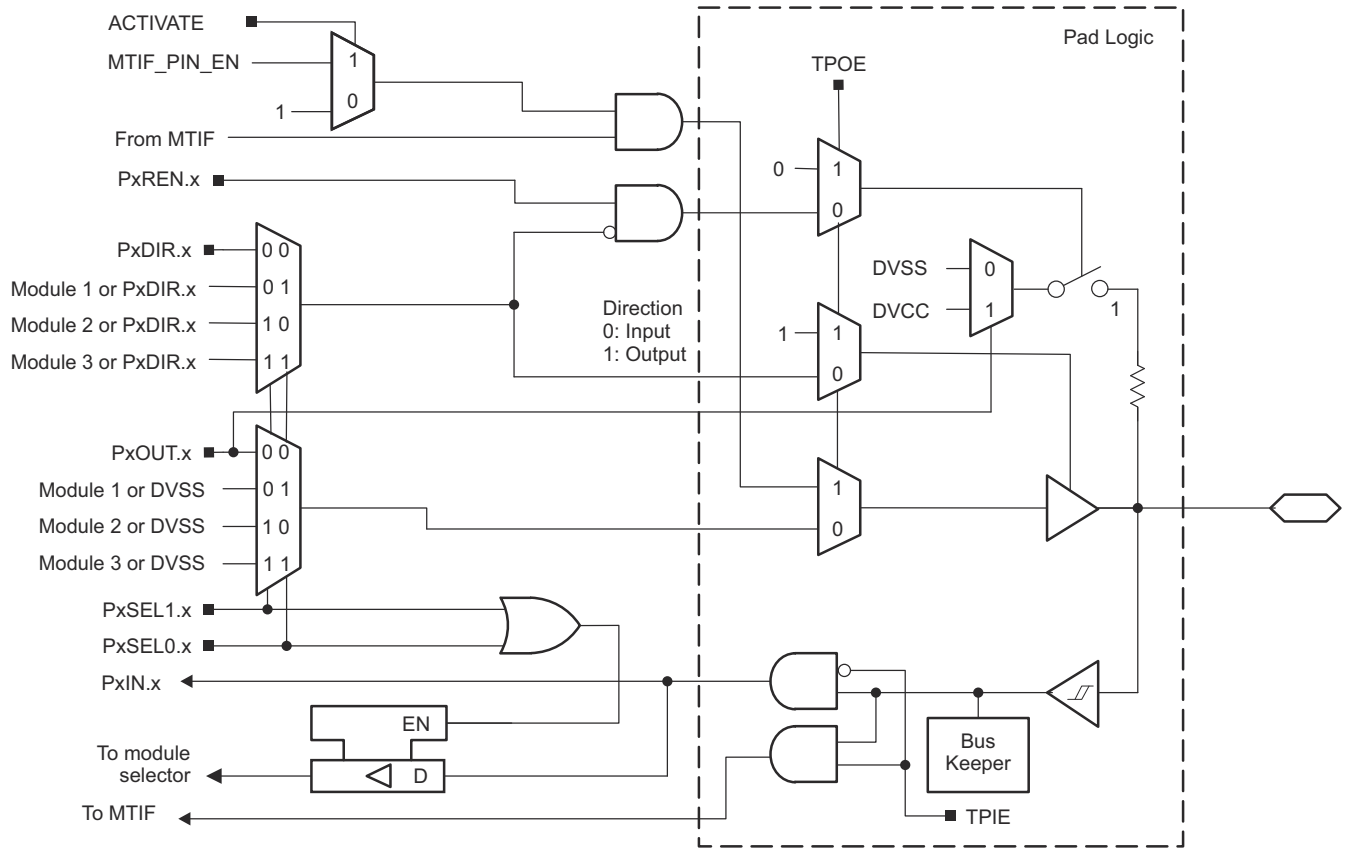 ACTIVATE
MTIF_PIN_EN
1
0
1
From MTIF
PxREN.x
Pad Logic
TPOE
0
1
0
PxDIR.x
0 0
Module 1 or PxDIR.x
0 1
Module 2 or PxDIR.x
1 0
Module 3 or PxDIR.x
1 1
Direction
0: Input
1: Output
1
1
0
DVSS
0
DVCC
1
1
PxOUT.x
0 0
Module 1 or DVSS
0 1
Module 2 or DVSS
1 0
Module 3 or DVSS
1 1
1
0
PxSEL1.x
PxSEL0.x
PxIN.x
EN
D
To module
selector
To MTIF
Bus
Keeper
TPIE